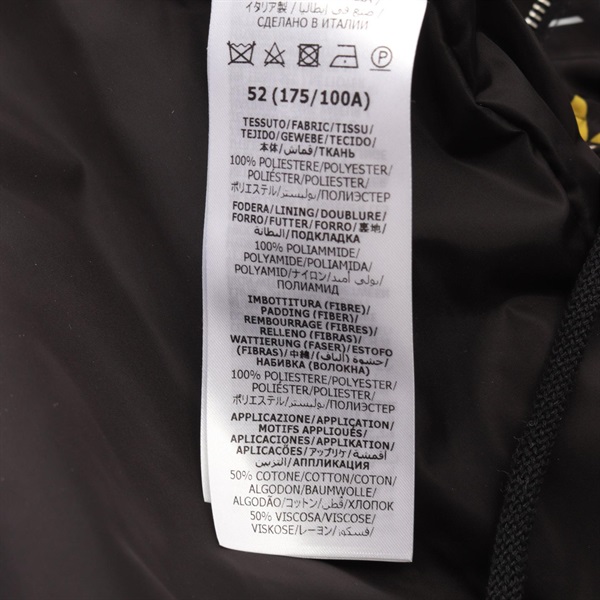 イタリア製 / صنع في إيطاليا /
СДЕЛАНО В ИТАЛИИ
P
52 (175/100A)
TESSUTO/FABRIC/TISSU/
TEJIDO/GEWEBE/TECIDO/
本体/قماش/ТКАНЬ
100% POLIESTERE/POLYESTER/
POLIÉSTER/POLIESTER/
ポリエステル/بوليستر/ПОЛИЭСТЕР
FODERA/LINING/DOUBLURE/
FORRO/FUTTER/FORRO/裏地/
البطانة/ПОДКЛАДКА
100% POLIAMMIDE/
POLYAMIDE/POLIAMIDA/
POLYAMID/ナイロン/بولي أميد/
ПОЛИАМИД
IMBOTTITURA (FIBRE)/
PADDING (FIBER)/
REMBOURRAGE (FIBRES)/
RELLENO (FIBRAS)/
WATTIERUNG (FASER)/ESTOFO
(FIBRAS)/中綿/حشوة (ألياف)/
НАБИВКА (ВОЛОКНА)
100% POLIESTERE/POLYESTER/
POLIÉSTER/POLIESTER/
ポリエステル/بوليستر/ПОЛИЭСТЕР
APPLICAZIONE/APPLICATION/
MOTIFS APPLIQUÉS/
APLICACIONES/APPLIKATIONEN/
APLICAÇÕES/アップリケ/أقمشة
التزيين/АППЛИКАЦИЯ
50% COTONE/COTTON/COTON/
ALGODON/BAUMWOLLE/
ALGODÃO/コットン/قطن/ХЛОПОК
50% VISCOSA/VISCOSE/
VISKOSE/レーヨン/فسكوز/